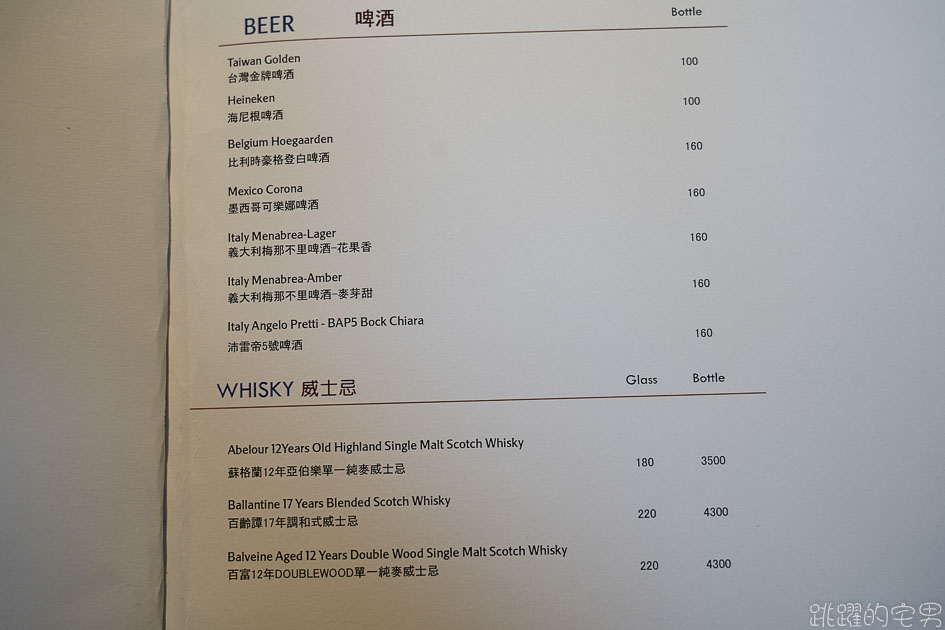 BEER 啤酒 Bottle
Taiwan Golden 100
台灣金牌啤酒
Heineken 100
海尼根啤酒
Belgium Hoegaarden 160
比利時豪格登白啤酒
Mexico Corona 160
墨西哥可樂娜啤酒
Italy Menabrea-Lager 160
義大利梅那不里啤酒-花果香
Italy Menabrea-Amber 160
義大利梅那不里啤酒-麥芽甜
Italy Angelo Pretti - BAP5 Bock Chiara 160
沛雷帝5號啤酒
WHISKY 威士忌 Glass Bottle
Abelour 12Years Old Highland Single Malt Scotch Whisky 180 3500
蘇格蘭12年亞伯樂單一純麥威士忌
Ballantine 17 Years Blended Scotch Whisky 220 4300
百齡譚17年調和式威士忌
Balveine Aged 12 Years Double Wood Single Malt Scotch Whisky 220 4300
百富12年DOUBLEWOOD單一純麥威士忌
跳躍的宅男